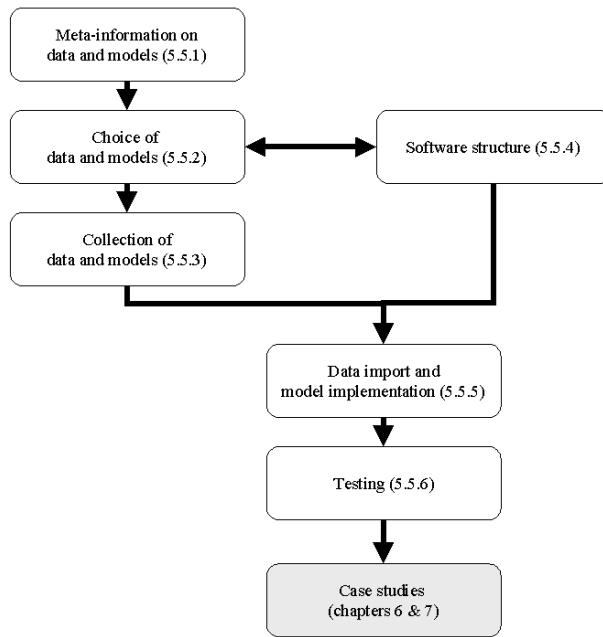 Meta-information on
data and models (5.5.1)
Choice of
data and models (5.5.2)
Software structure (5.5.4)
Collection of
data and models (5.5.3)
Data import and
model implementation (5.5.5)
Testing (5.5.6)
Case studies
(chapters 6 & 7)